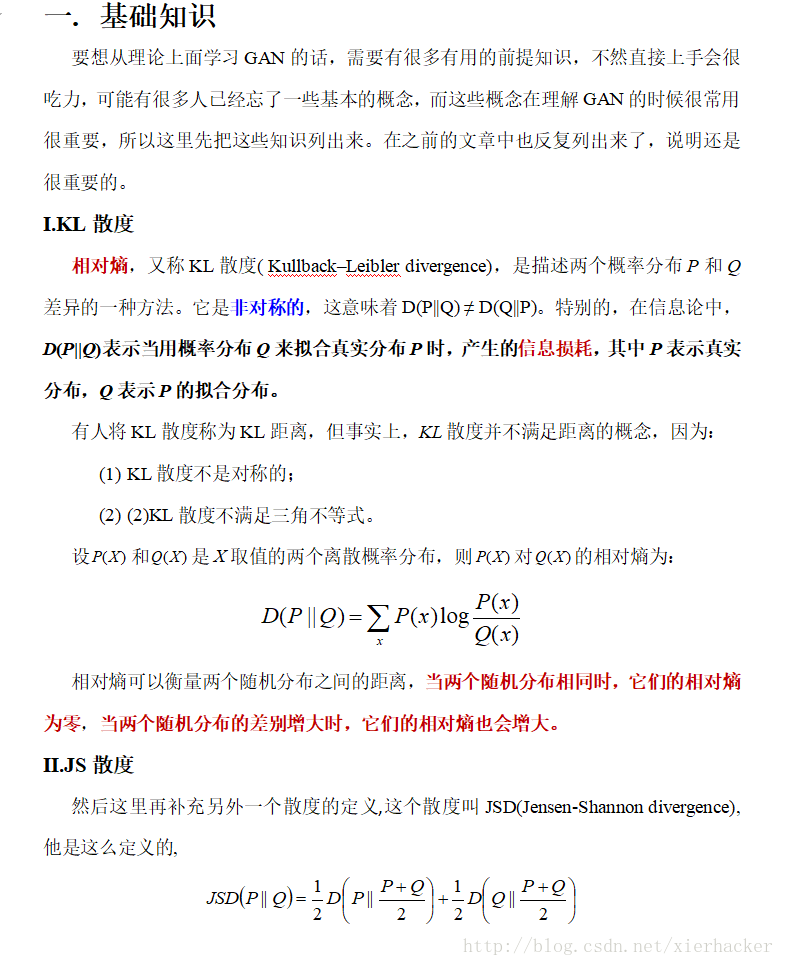 一．基础知识
要想从理论上面学习 GAN 的话，需要有很多有用的前提知识，不然直接上手会很
吃力，可能有很多人已经忘了一些基本的概念，而这些概念在理解 GAN 的时候很常用
很重要，所以这里先把这些知识列出来。在之前的文章中也反复列出来了，说明还是
很重要的。
I.KL 散度
相对熵，又称 KL 散度( Kullback–Leibler divergence)，是描述两个概率分布 P 和 Q
差异的一种方法。它是非对称的，这意味着 D(P||Q) ≠ D(Q||P)。特别的，在信息论中，
D(P||Q)表示当用概率分布 Q 来拟合真实分布 P 时，产生的信息损耗，其中 P 表示真实
分布，Q 表示 P 的拟合分布。
有人将 KL 散度称为 KL 距离，但事实上，KL 散度并不满足距离的概念，因为：
(1) KL 散度不是对称的；
(2) (2)KL 散度不满足三角不等式。
设 P(X) 和 Q(X) 是 X 取值的两个离散概率分布，则 P(X) 对 Q(X) 的相对熵为：
D(P || Q) = ∑x P(x) log P(x)/Q(x)
相对熵可以衡量两个随机分布之间的距离，当两个随机分布相同时，它们的相对熵
为零，当两个随机分布的差别增大时，它们的相对熵也会增大。
II.JS 散度
然后这里再补充另外一个散度的定义,这个散度叫 JSD(Jensen-Shannon divergence),
他是这么定义的,
JSD(P || Q) = 1/2 D(P || (P+Q)/2) + 1/2 D(Q || (P+Q)/2)
http://blog.csdn.net/xierhacker